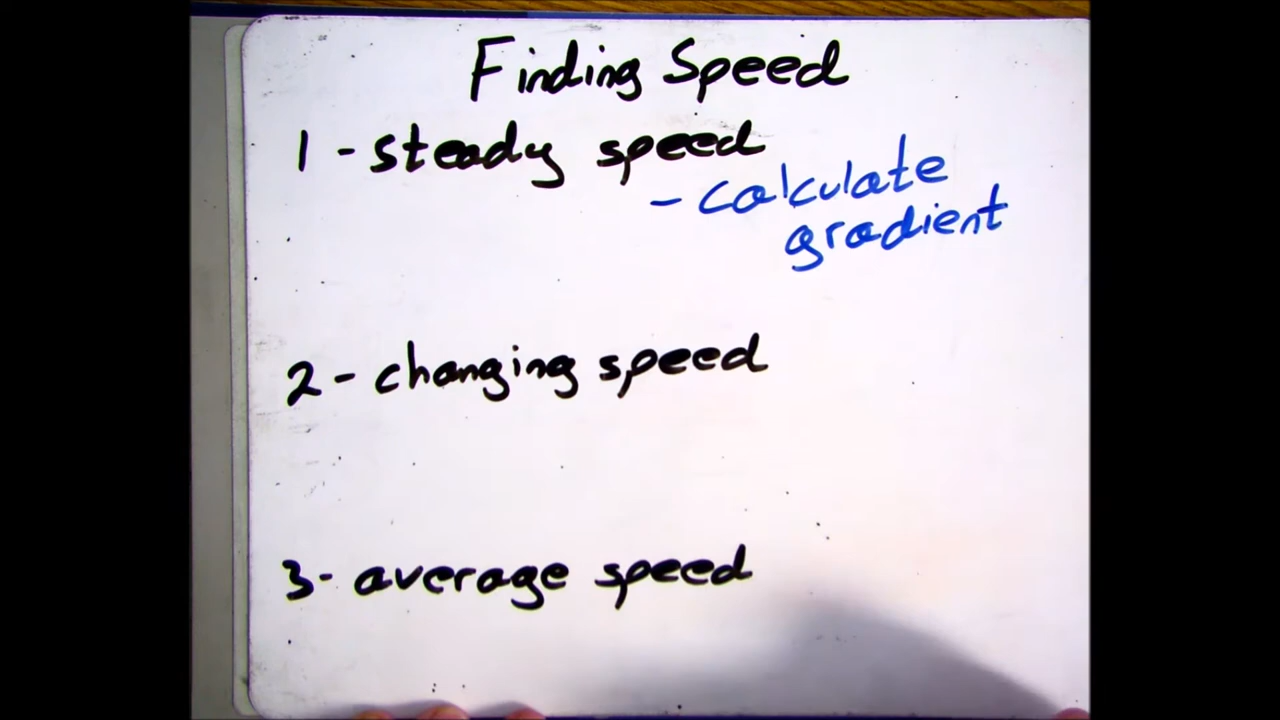 Finding Speed
1 - steady speed
- calculate
gradient
2 - changing speed
3 - average speed